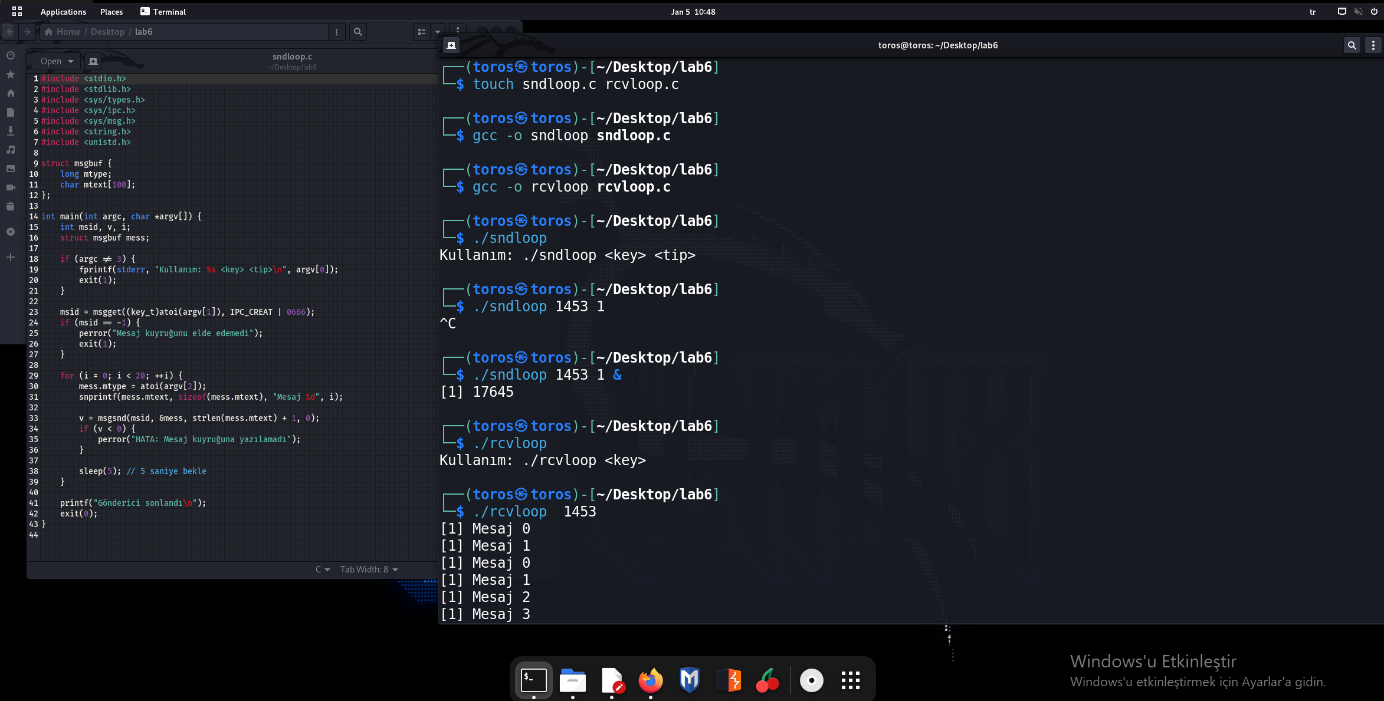 Applications Places Terminal Jan 5 10:48 tr
Home / Desktop / lab6
Open sndloop.c
~/Desktop/lab6
1 #include <stdio.h>
2 #include <stdlib.h>
3 #include <sys/types.h>
4 #include <sys/ipc.h>
5 #include <sys/msg.h>
6 #include <string.h>
7 #include <unistd.h>
8
9 struct msgbuf {
10 long mtype;
11 char mtext[100];
12 };
13
14 int main(int argc, char *argv[]) {
15 int msid, v, i;
16 struct msgbuf mess;
17
18 if (argc ≠ 3) {
19 fprintf(stderr, "Kullanım: %s <key> <tip>\n", argv[0]);
20 exit(1);
21 }
22
23 msid = msgget((key_t)atoi(argv[1]), IPC_CREAT | 0666);
24 if (msid == -1) {
25 perror("Mesaj kuyruğunu elde edemedi");
26 exit(1);
27 }
28
29 for (i = 0; i < 20; ++i) {
30 mess.mtype = atoi(argv[2]);
31 snprintf(mess.mtext, sizeof(mess.mtext), "Mesaj %d", i);
32
33 v = msgsnd(msid, &mess, strlen(mess.mtext) + 1, 0);
34 if (v < 0) {
35 perror("HATA: Mesaj kuyruğuna yazılamadı");
36 }
37
38 sleep(5); // 5 saniye bekle
39 }
40
41 printf("Gönderici sonlandı\n");
42 exit(0);
43 }
44
C Tab Width: 8
toros@toros: ~/Desktop/lab6
┌──(toros㉿toros)-[~/Desktop/lab6]
└─$ touch sndloop.c rcvloop.c
┌──(toros㉿toros)-[~/Desktop/lab6]
└─$ gcc -o sndloop sndloop.c
┌──(toros㉿toros)-[~/Desktop/lab6]
└─$ gcc -o rcvloop rcvloop.c
┌──(toros㉿toros)-[~/Desktop/lab6]
└─$ ./sndloop
Kullanım: ./sndloop <key> <tip>
┌──(toros㉿toros)-[~/Desktop/lab6]
└─$ ./sndloop 1453 1
^C
┌──(toros㉿toros)-[~/Desktop/lab6]
└─$ ./sndloop 1453 1 &
[1] 17645
┌──(toros㉿toros)-[~/Desktop/lab6]
└─$ ./rcvloop
Kullanım: ./rcvloop <key>
┌──(toros㉿toros)-[~/Desktop/lab6]
└─$ ./rcvloop  1453
[1] Mesaj 0
[1] Mesaj 1
[1] Mesaj 0
[1] Mesaj 1
[1] Mesaj 2
[1] Mesaj 3
Windows'u Etkinleştir
Windows'u etkinleştirmek için Ayarlar'a gidin.